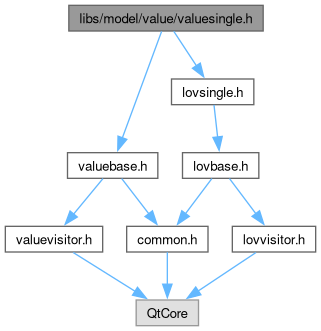 libs/model/value/valuesingle.h
lovsingle.h
valuebase.h
lovbase.h
valuevisitor.h
common.h
lovvisitor.h
QtCore